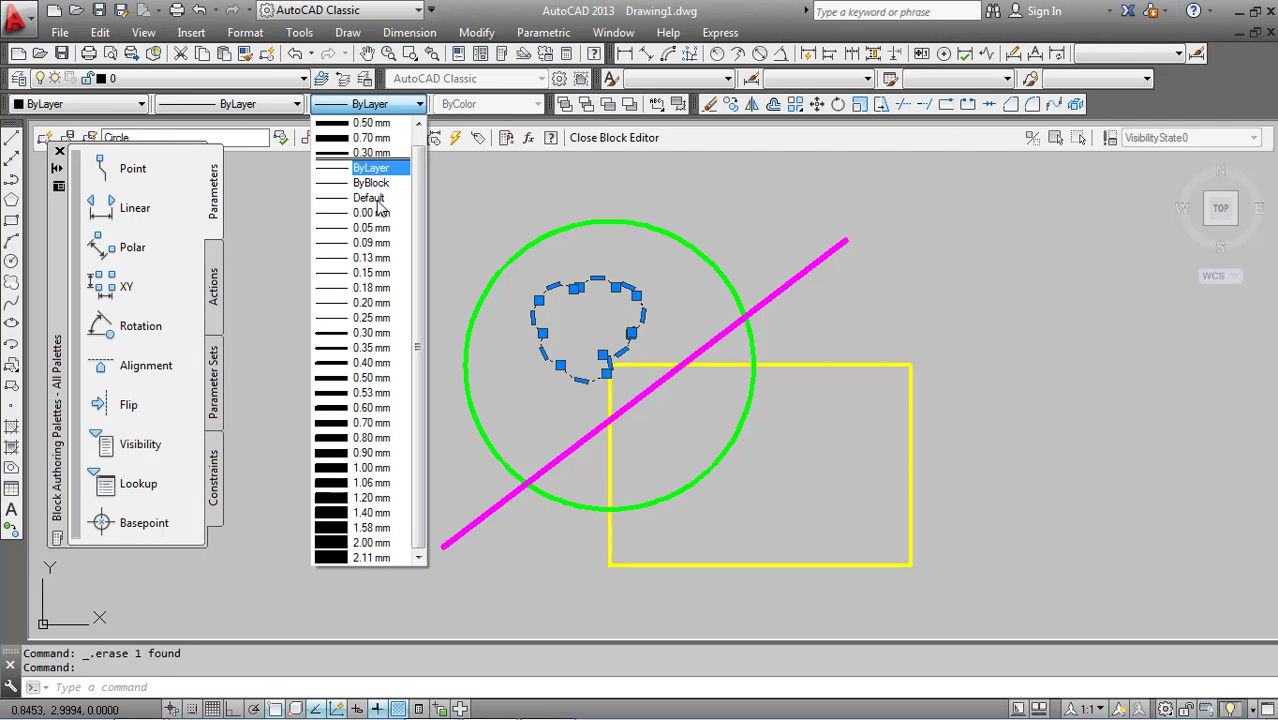 AutoCAD Classic
AutoCAD 2013 Drawing1.dwg
Type a keyword or phrase
Sign In
File Edit View Insert Format Tools Draw Dimension Modify Parametric Window Help Express
0
AutoCAD Classic
ByLayer
ByLayer
ByLayer
ByColor
Circle
Close Block Editor
VisibilityState0
0.50 mm
0.70 mm
0.30 mm
ByLayer
ByBlock
Default
0.05 mm
0.09 mm
0.13 mm
0.15 mm
0.18 mm
0.20 mm
0.25 mm
0.30 mm
0.35 mm
0.40 mm
0.50 mm
0.53 mm
0.60 mm
0.70 mm
0.80 mm
0.90 mm
1.00 mm
1.06 mm
1.20 mm
1.40 mm
1.58 mm
2.00 mm
2.11 mm
Point
Linear
Polar
XY
Rotation
Alignment
Flip
Visibility
Lookup
Basepoint
Parameters
Actions
Parameter Sets
Constraints
Block Authoring Palettes - All Palettes
N
W
TOP
E
S
WCS
Y
X
Command: _.erase 1 found
Command:
Type a command
0.8453, 2.9994, 0.0000
1:1